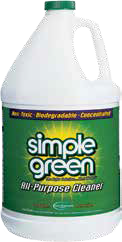 Non-Toxic · Biodegradable · Concentrated
simple
green
All-Purpose Cleaner